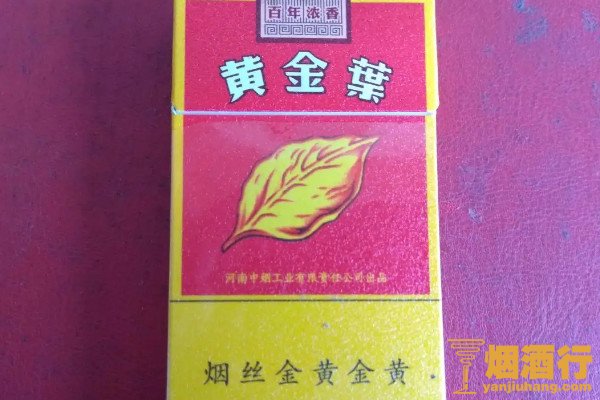 百年浓香
黄金葉
河南中烟工业有限责任公司出品
烟丝金黄金黄
烟酒行
yanjiuhang.com